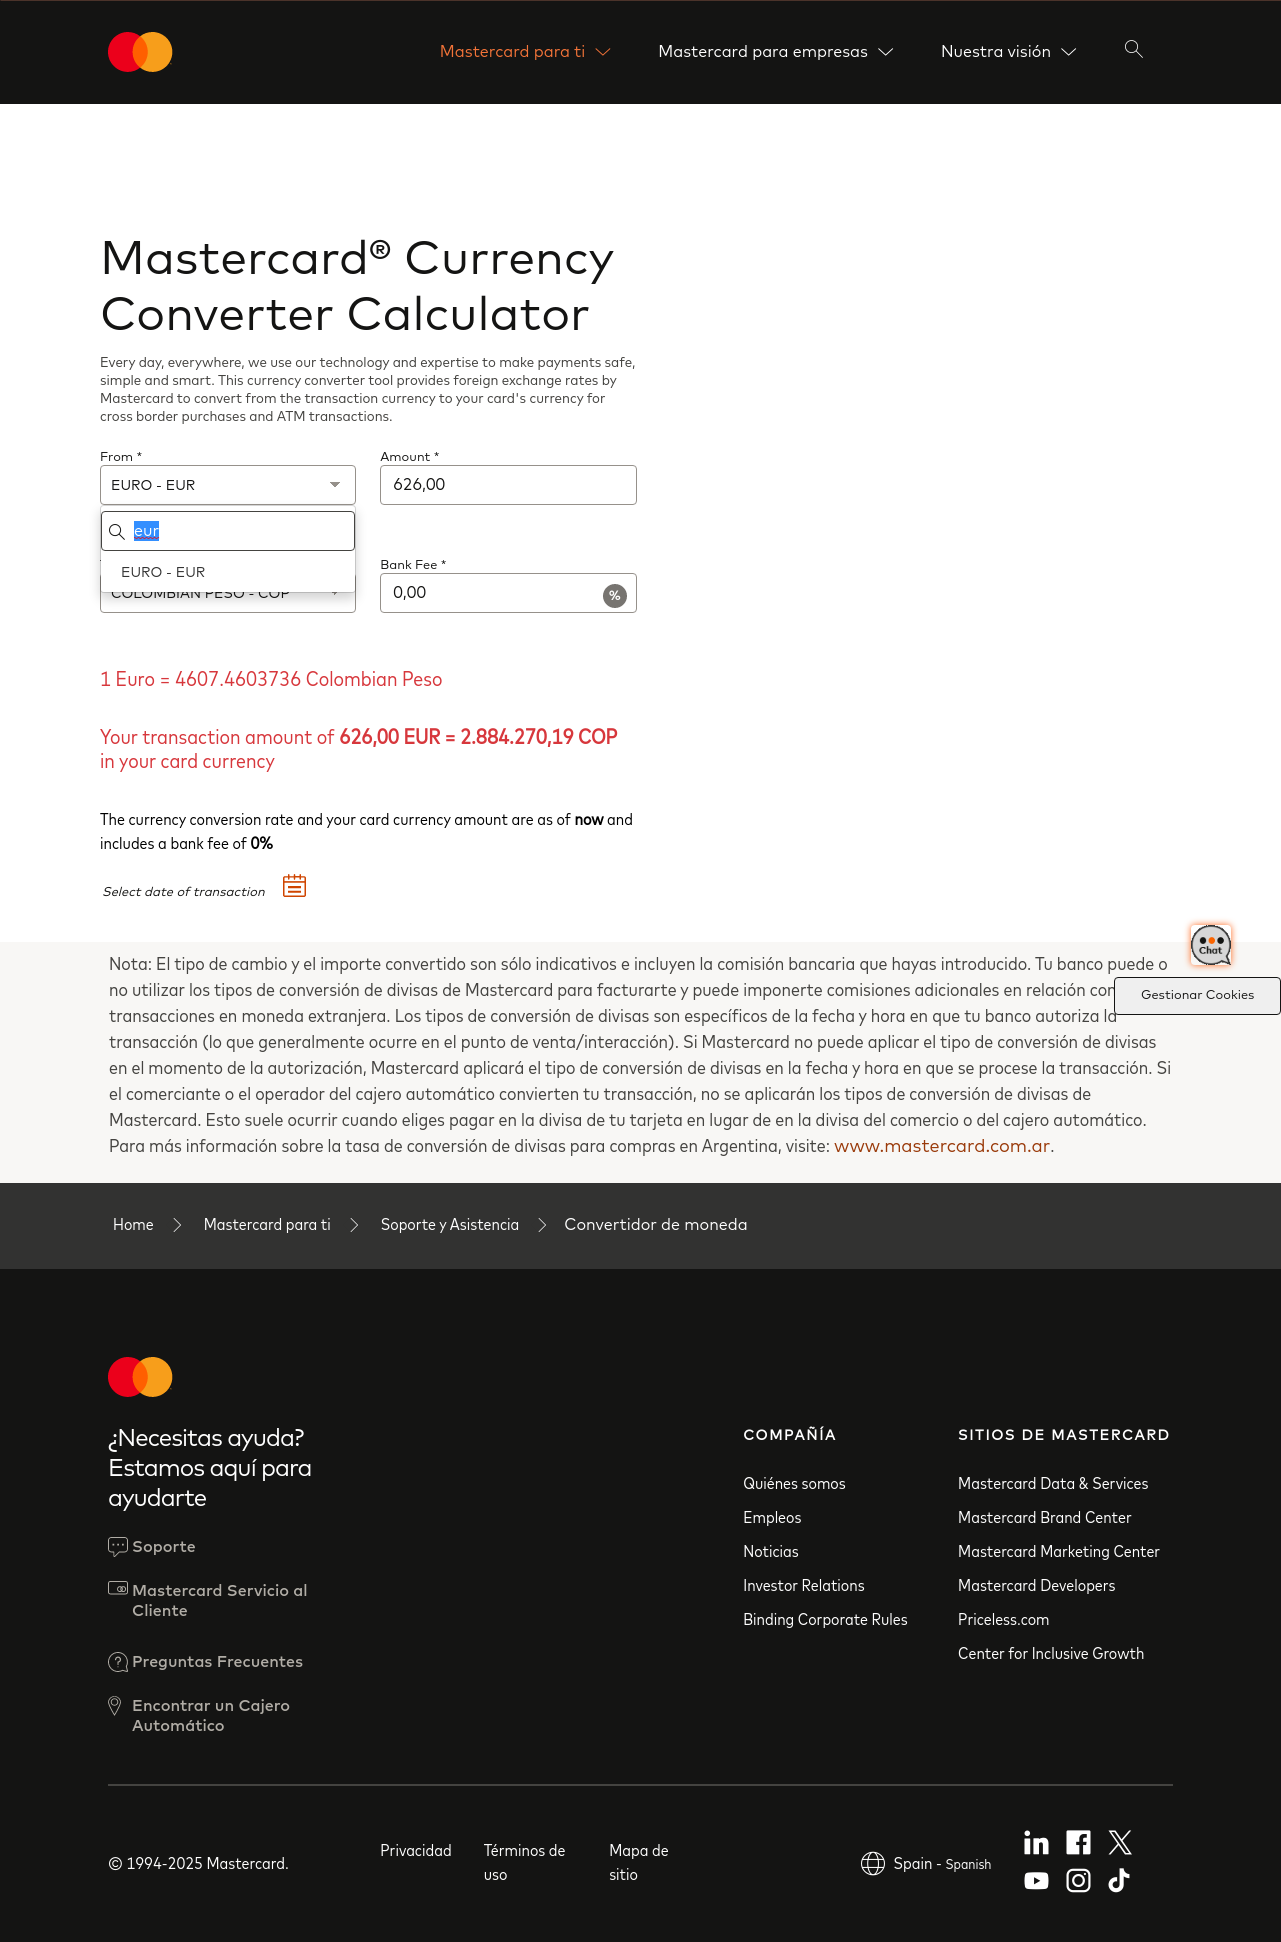 Mastercard para ti
Mastercard para empresas
Nuestra visión
Mastercard® Currency
Converter Calculator
Every day, everywhere, we use our technology and expertise to make payments safe,
simple and smart. This currency converter tool provides foreign exchange rates by
Mastercard to convert from the transaction currency to your card's currency for
cross border purchases and ATM transactions.
From *
Amount *
EURO - EUR
626,00
eur
EURO - EUR
Bank Fee *
COLOMBIAN PESO - COP
0,00
%
1 Euro = 4607.4603736 Colombian Peso
Your transaction amount of 626,00 EUR = 2.884.270,19 COP
in your card currency
The currency conversion rate and your card currency amount are as of now and
includes a bank fee of 0%
Select date of transaction
Chat
Gestionar Cookies
Nota: El tipo de cambio y el importe convertido son sólo indicativos e incluyen la comisión bancaria que hayas introducido. Tu banco puede o
no utilizar los tipos de conversión de divisas de Mastercard para facturarte y puede imponerte comisiones adicionales en relación con
transacciones en moneda extranjera. Los tipos de conversión de divisas son específicos de la fecha y hora en que tu banco autoriza la
transacción (lo que generalmente ocurre en el punto de venta/interacción). Si Mastercard no puede aplicar el tipo de conversión de divisas
en el momento de la autorización, Mastercard aplicará el tipo de conversión de divisas en la fecha y hora en que se procese la transacción. Si
el comerciante o el operador del cajero automático convierten tu transacción, no se aplicarán los tipos de conversión de divisas de
Mastercard. Esto suele ocurrir cuando eliges pagar en la divisa de tu tarjeta en lugar de en la divisa del comercio o del cajero automático.
Para más información sobre la tasa de conversión de divisas para compras en Argentina, visite: www.mastercard.com.ar.
Home
Mastercard para ti
Soporte y Asistencia
Convertidor de moneda
¿Necesitas ayuda?
Estamos aquí para
ayudarte
Soporte
Mastercard Servicio al
Cliente
Preguntas Frecuentes
Encontrar un Cajero
Automático
COMPAÑÍA
Quiénes somos
Empleos
Noticias
Investor Relations
Binding Corporate Rules
SITIOS DE MASTERCARD
Mastercard Data & Services
Mastercard Brand Center
Mastercard Marketing Center
Mastercard Developers
Priceless.com
Center for Inclusive Growth
© 1994-2025 Mastercard.
Privacidad
Términos de
uso
Mapa de
sitio
Spain - Spanish